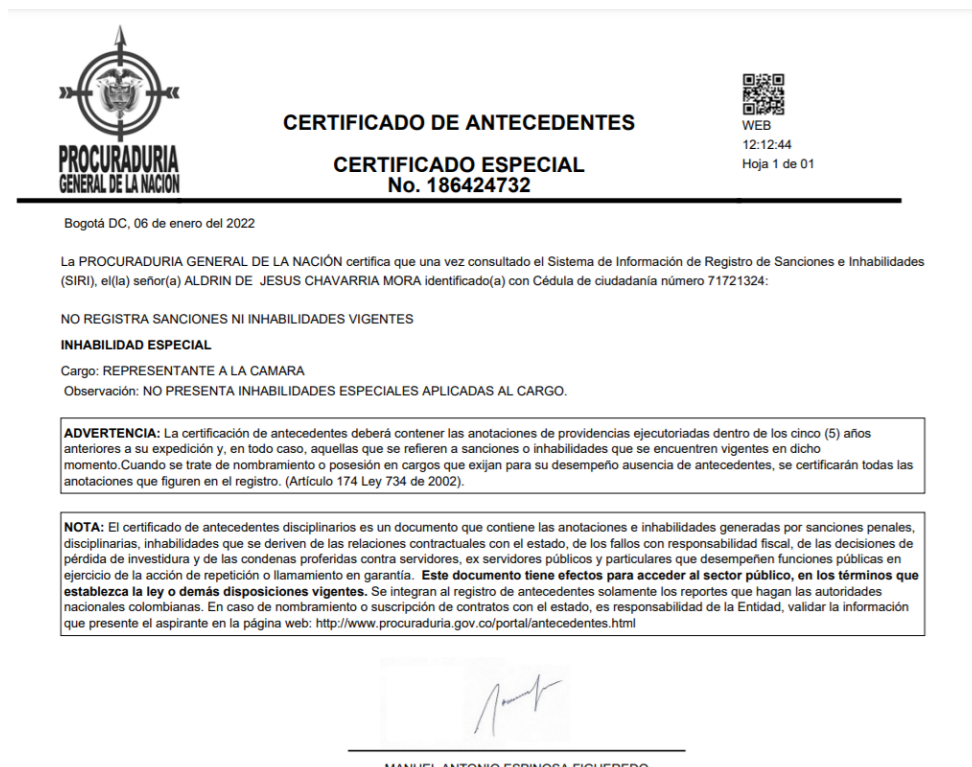 PROCURADURIA
GENERAL DE LA NACION
CERTIFICADO DE ANTECEDENTES
CERTIFICADO ESPECIAL
No. 186424732
WEB
12:12:44
Hoja 1 de 01
Bogotá DC, 06 de enero del 2022
La PROCURADURIA GENERAL DE LA NACIÓN certifica que una vez consultado el Sistema de Información de Registro de Sanciones e Inhabilidades
(SIRI), el(la) señor(a) ALDRIN DE JESUS CHAVARRIA MORA identificado(a) con Cédula de ciudadanía número 71721324:
NO REGISTRA SANCIONES NI INHABILIDADES VIGENTES
INHABILIDAD ESPECIAL
Cargo: REPRESENTANTE A LA CAMARA
Observación: NO PRESENTA INHABILIDADES ESPECIALES APLICADAS AL CARGO.
ADVERTENCIA: La certificación de antecedentes deberá contener las anotaciones de providencias ejecutoriadas dentro de los cinco (5) años
anteriores a su expedición y, en todo caso, aquellas que se refieren a sanciones o inhabilidades que se encuentren vigentes en dicho
momento.Cuando se trate de nombramiento o posesión en cargos que exijan para su desempeño ausencia de antecedentes, se certificarán todas las
anotaciones que figuren en el registro. (Artículo 174 Ley 734 de 2002).
NOTA: El certificado de antecedentes disciplinarios es un documento que contiene las anotaciones e inhabilidades generadas por sanciones penales,
disciplinarias, inhabilidades que se deriven de las relaciones contractuales con el estado, de los fallos con responsabilidad fiscal, de las decisiones de
pérdida de investidura y de las condenas proferidas contra servidores, ex servidores públicos y particulares que desempeñen funciones públicas en
ejercicio de la acción de repetición o llamamiento en garantía. Este documento tiene efectos para acceder al sector público, en los términos que
establezca la ley o demás disposiciones vigentes. Se integran al registro de antecedentes solamente los reportes que hagan las autoridades
nacionales colombianas. En caso de nombramiento o suscripción de contratos con el estado, es responsabilidad de la Entidad, validar la información
que presente el aspirante en la página web: http://www.procuraduria.gov.co/portal/antecedentes.html
MANUEL ANTONIO ESPINOSA FIGUEREDO